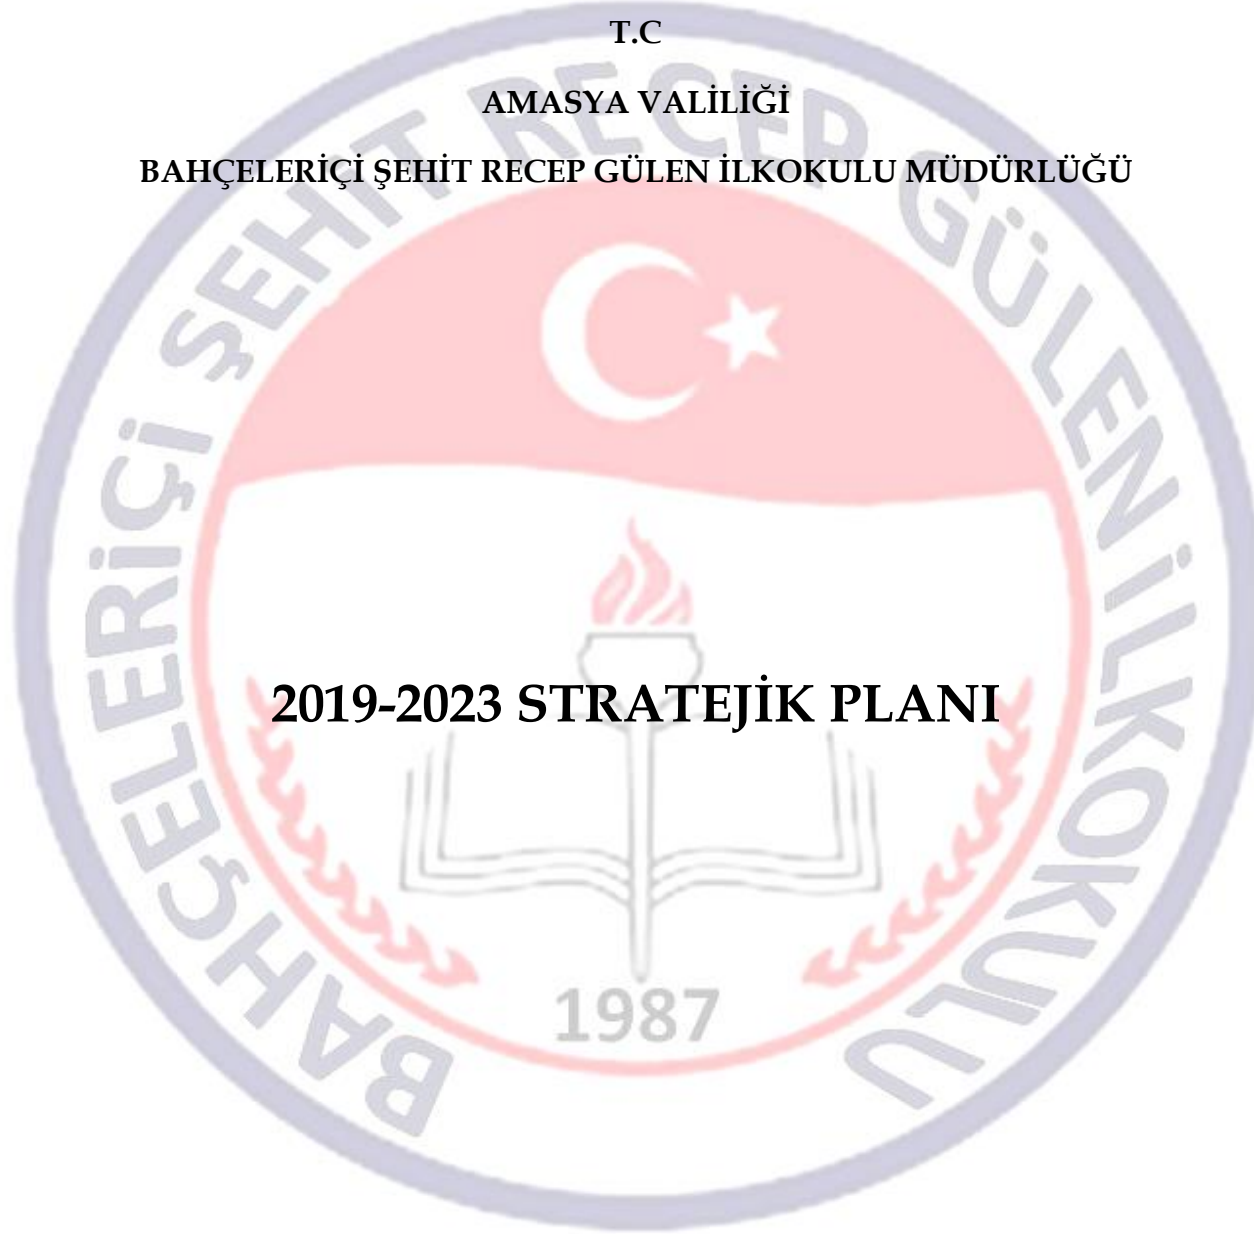 T.C
AMASYA VALİLİĞİ
BAHÇELERİÇİ ŞEHİT RECEP GÜLEN İLKOKULU MÜDÜRLÜĞÜ
2019-2023 STRATEJİK PLANI
BAHÇELERİÇİ ŞEHİT RECEP GÜLEN İLKOKULU
1987